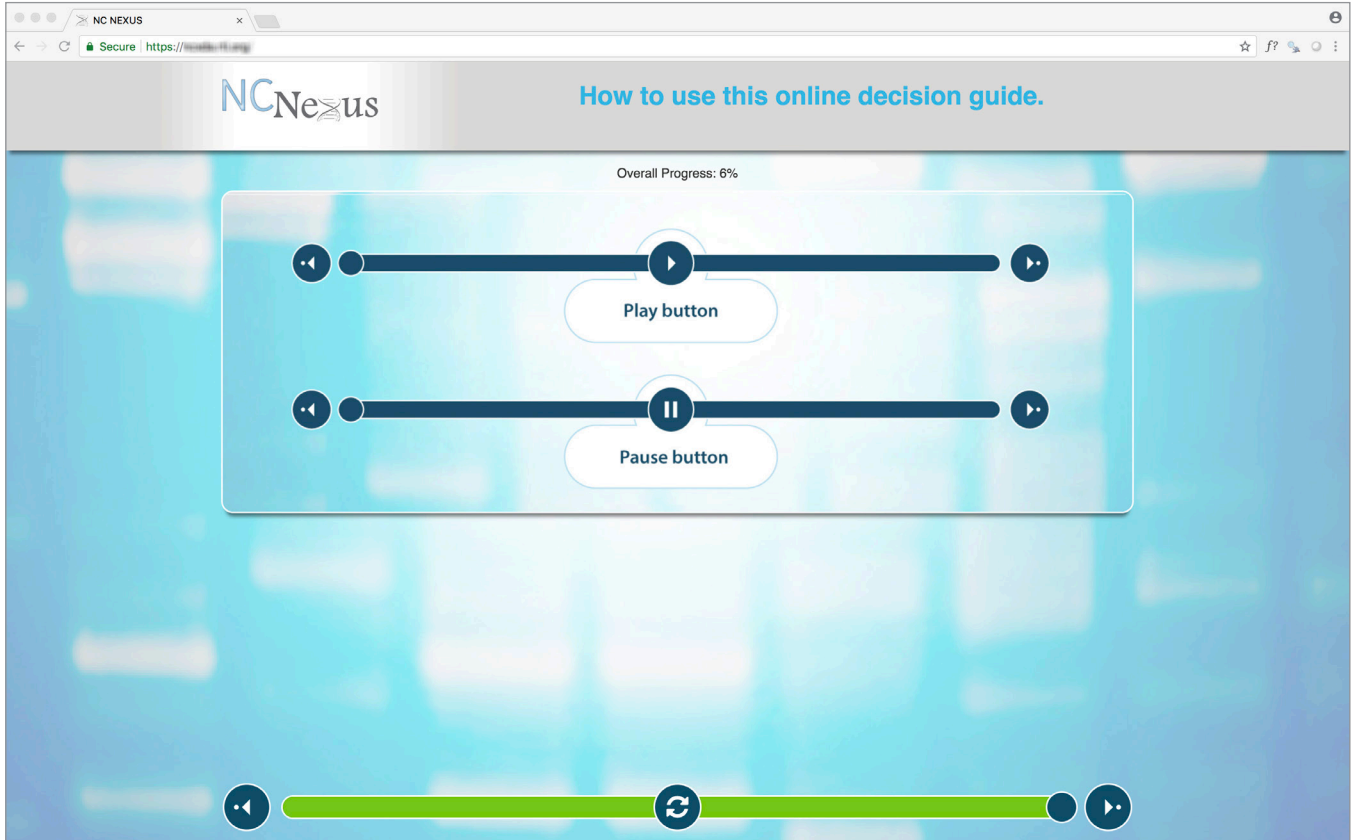 NC NEXUS
Secure https://
f?
NCNexus
How to use this online decision guide.
Overall Progress: 6%
Play button
Pause button